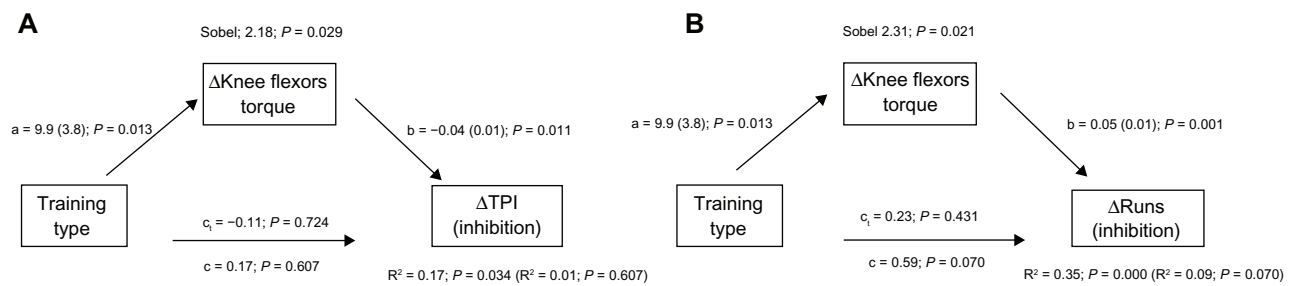 A
Sobel; 2.18; P = 0.029
ΔKnee flexors
torque
a = 9.9 (3.8); P = 0.013
b = −0.04 (0.01); P = 0.011
Training
type
ΔTPI
(inhibition)
cₜ = −0.11; P = 0.724
c = 0.17; P = 0.607
R² = 0.17; P = 0.034 (R² = 0.01; P = 0.607)
B
Sobel 2.31; P = 0.021
ΔKnee flexors
torque
a = 9.9 (3.8); P = 0.013
b = 0.05 (0.01); P = 0.001
Training
type
ΔRuns
(inhibition)
cₜ = 0.23; P = 0.431
c = 0.59; P = 0.070
R² = 0.35; P = 0.000 (R² = 0.09; P = 0.070)